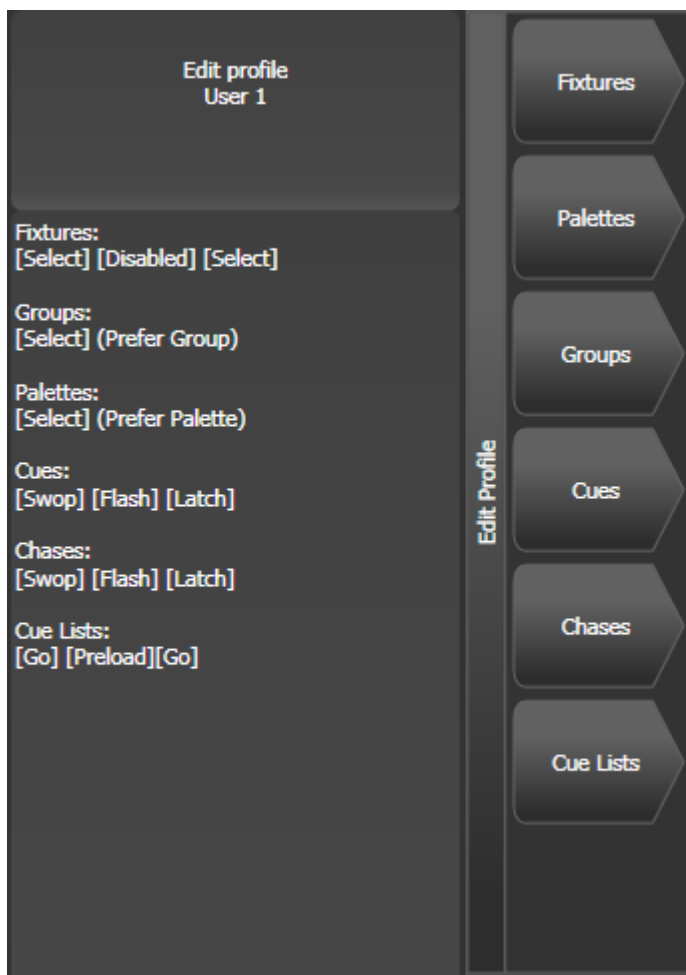 Edit profile
User 1
Fixtures:
[Select] [Disabled] [Select]
Groups:
[Select] (Prefer Group)
Palettes:
[Select] (Prefer Palette)
Cues:
[Swop] [Flash] [Latch]
Chases:
[Swop] [Flash] [Latch]
Cue Lists:
[Go] [Preload][Go]
Edit Profile
Fixtures
Palettes
Groups
Cues
Chases
Cue Lists